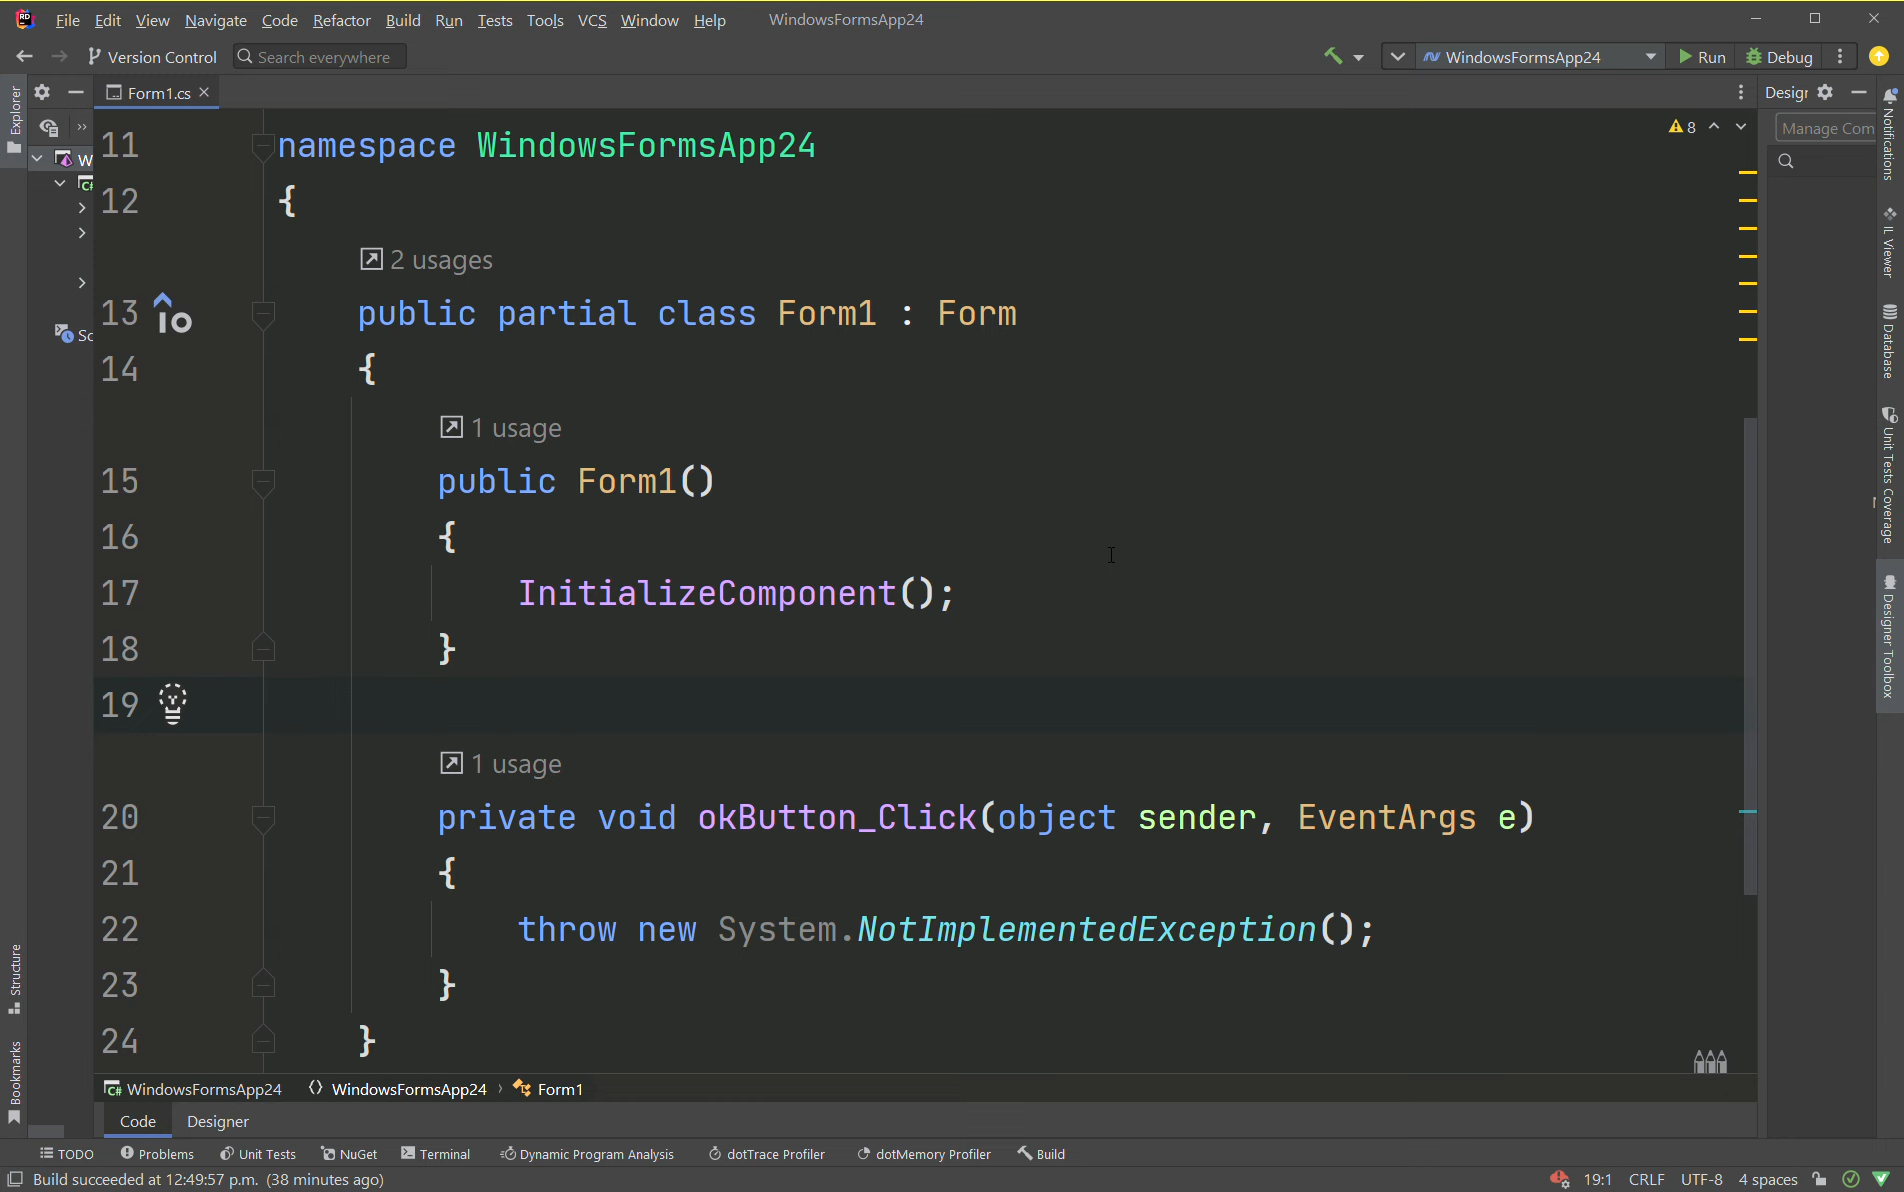 File Edit View Navigate Code Refactor Build Run Tests Tools VCS Window Help WindowsFormsApp24
Version Control Search everywhere WindowsFormsApp24 Run Debug
Explorer
Form1.cs
Desigr
Manage Com
8
W
C#
Sc
11 namespace WindowsFormsApp24
12 {
2 usages
13 public partial class Form1 : Form
14 {
1 usage
15 public Form1()
16 {
17 InitializeComponent();
18 }
19
1 usage
20 private void okButton_Click(object sender, EventArgs e)
21 {
22 throw new System.NotImplementedException();
23 }
24 }
Structure
Bookmarks
Notifications
IL Viewer
Database
Unit Tests Coverage
Designer Toolbox
C# WindowsFormsApp24 WindowsFormsApp24 Form1
Code Designer
TODO Problems Unit Tests NuGet Terminal Dynamic Program Analysis dotTrace Profiler dotMemory Profiler Build
Build succeeded at 12:49:57 p.m. (38 minutes ago) 19:1 CRLF UTF-8 4 spaces